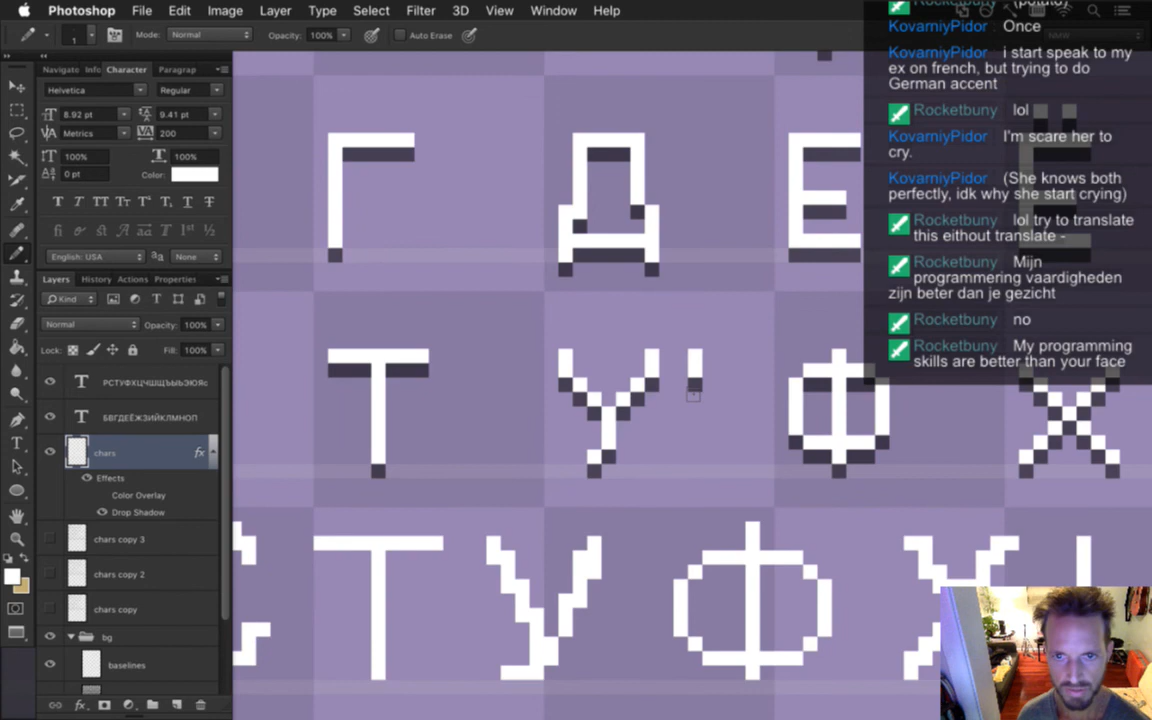 Photoshop File Edit Image Layer Type Select Filter 3D View Window Help
1 Mode: Normal Opacity: 100% Auto Erase
Navigato Info Character Paragrap
Helvetica Regular
8.92 pt 9.41 pt
Metrics 200
100% 100%
0 pt Color:
English: USA None
Layers History Actions Properties
Kind
Normal Opacity: 100%
Lock: Fill: 100%
РСТУФХЦЧШЩЪЫЬЭЮЯс
БВГДЕЁЖЗИЙКЛМНОП
chars fx
Effects
Color Overlay
Drop Shadow
chars copy 3
chars copy 2
chars copy
bg
baselines
Г Д Е Ё
Т У Ф Х
С Т У Ф Х
KovarniyPidor Once
KovarniyPidor i start speak to my
ex on french, but trying to do
German accent
Rocketbuny lol
KovarniyPidor I'm scare her to
cry.
KovarniyPidor (She knows both
perfectly, idk why she start crying)
Rocketbuny lol try to translate
this eithout translate -
Rocketbuny Mijn
programmering vaardigheden
zijn beter dan je gezicht
Rocketbuny no
Rocketbuny My programming
skills are better than your face